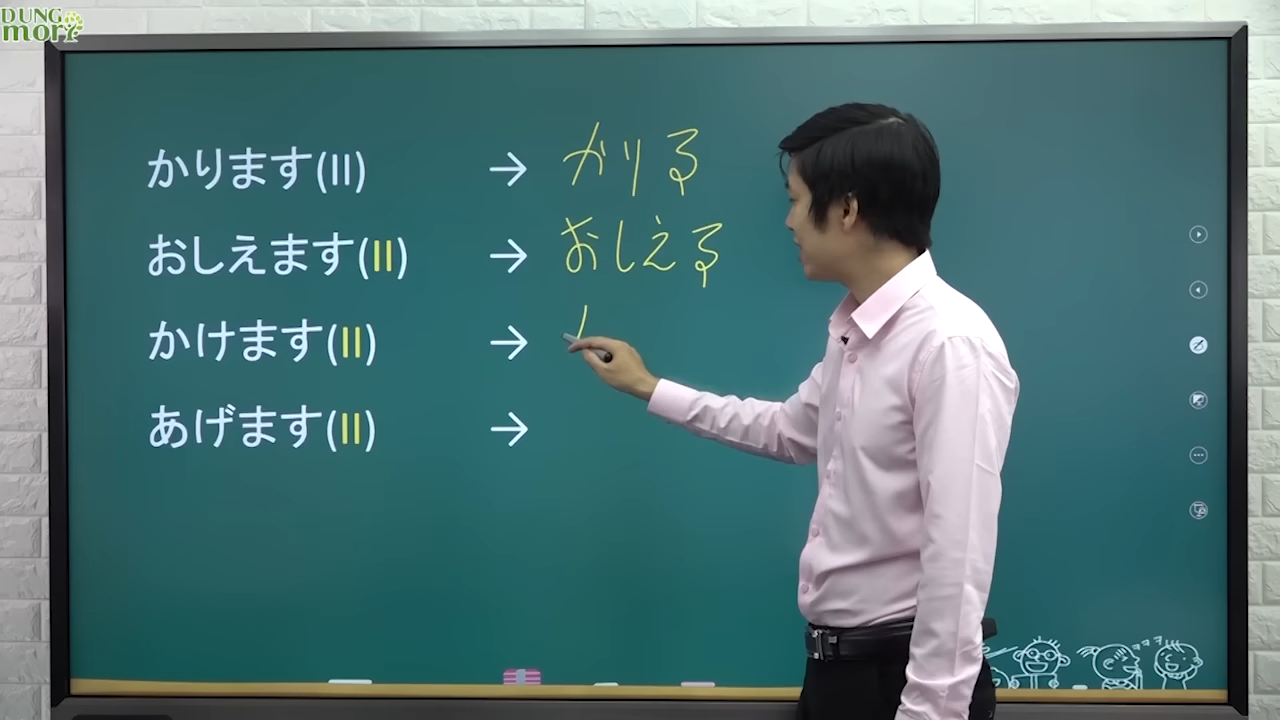 DUNG
mori
かります(II) → かりる
おしえます(II) → おしえる
かけます(II) →
あげます(II) →